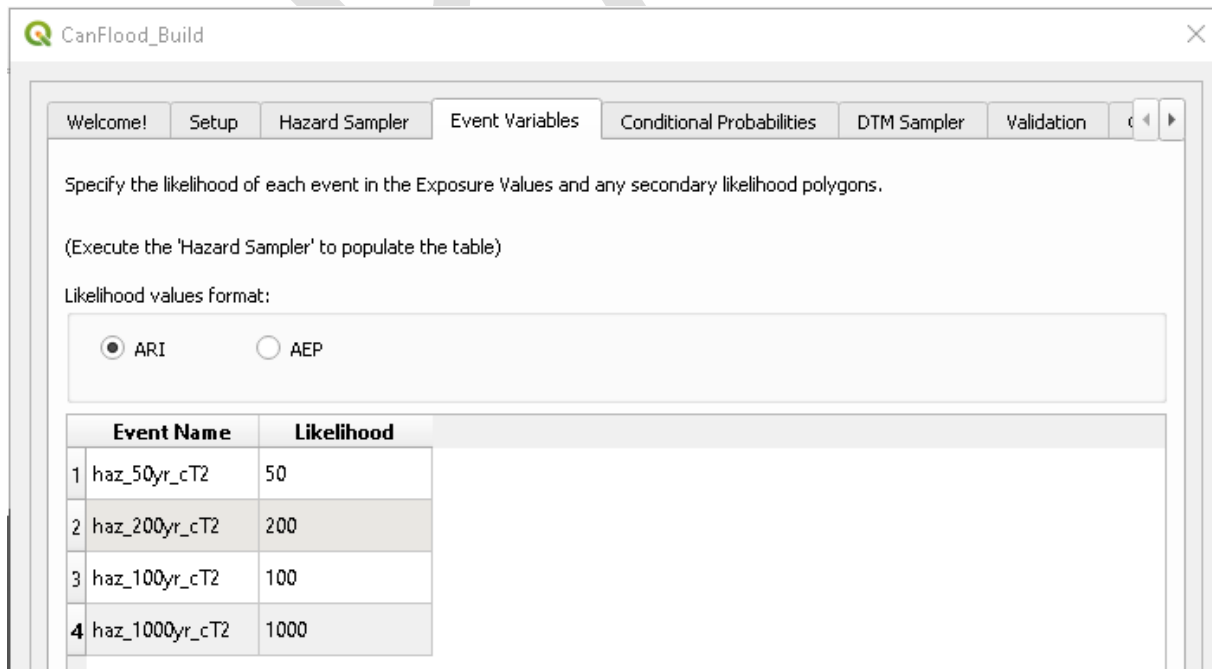 CanFlood_Build
Welcome! Setup Hazard Sampler Event Variables Conditional Probabilities DTM Sampler Validation
Specify the likelihood of each event in the Exposure Values and any secondary likelihood polygons.
(Execute the 'Hazard Sampler' to populate the table)
Likelihood values format:
ARI AEP
Event Name Likelihood
1 haz_50yr_cT2 50
2 haz_200yr_cT2 200
3 haz_100yr_cT2 100
4 haz_1000yr_cT2 1000